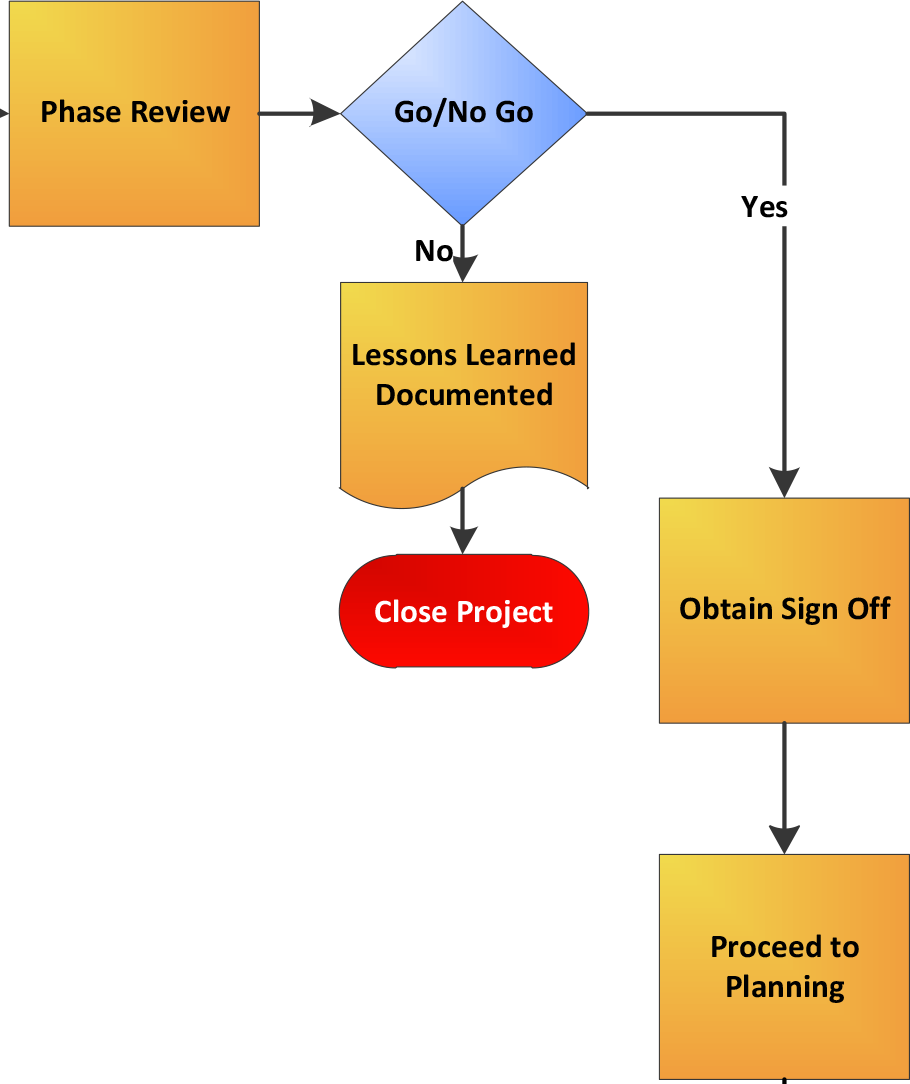 Phase Review
Go/No Go
Yes
No
Lessons Learned
Documented
Close Project
Obtain Sign Off
Proceed to
Planning